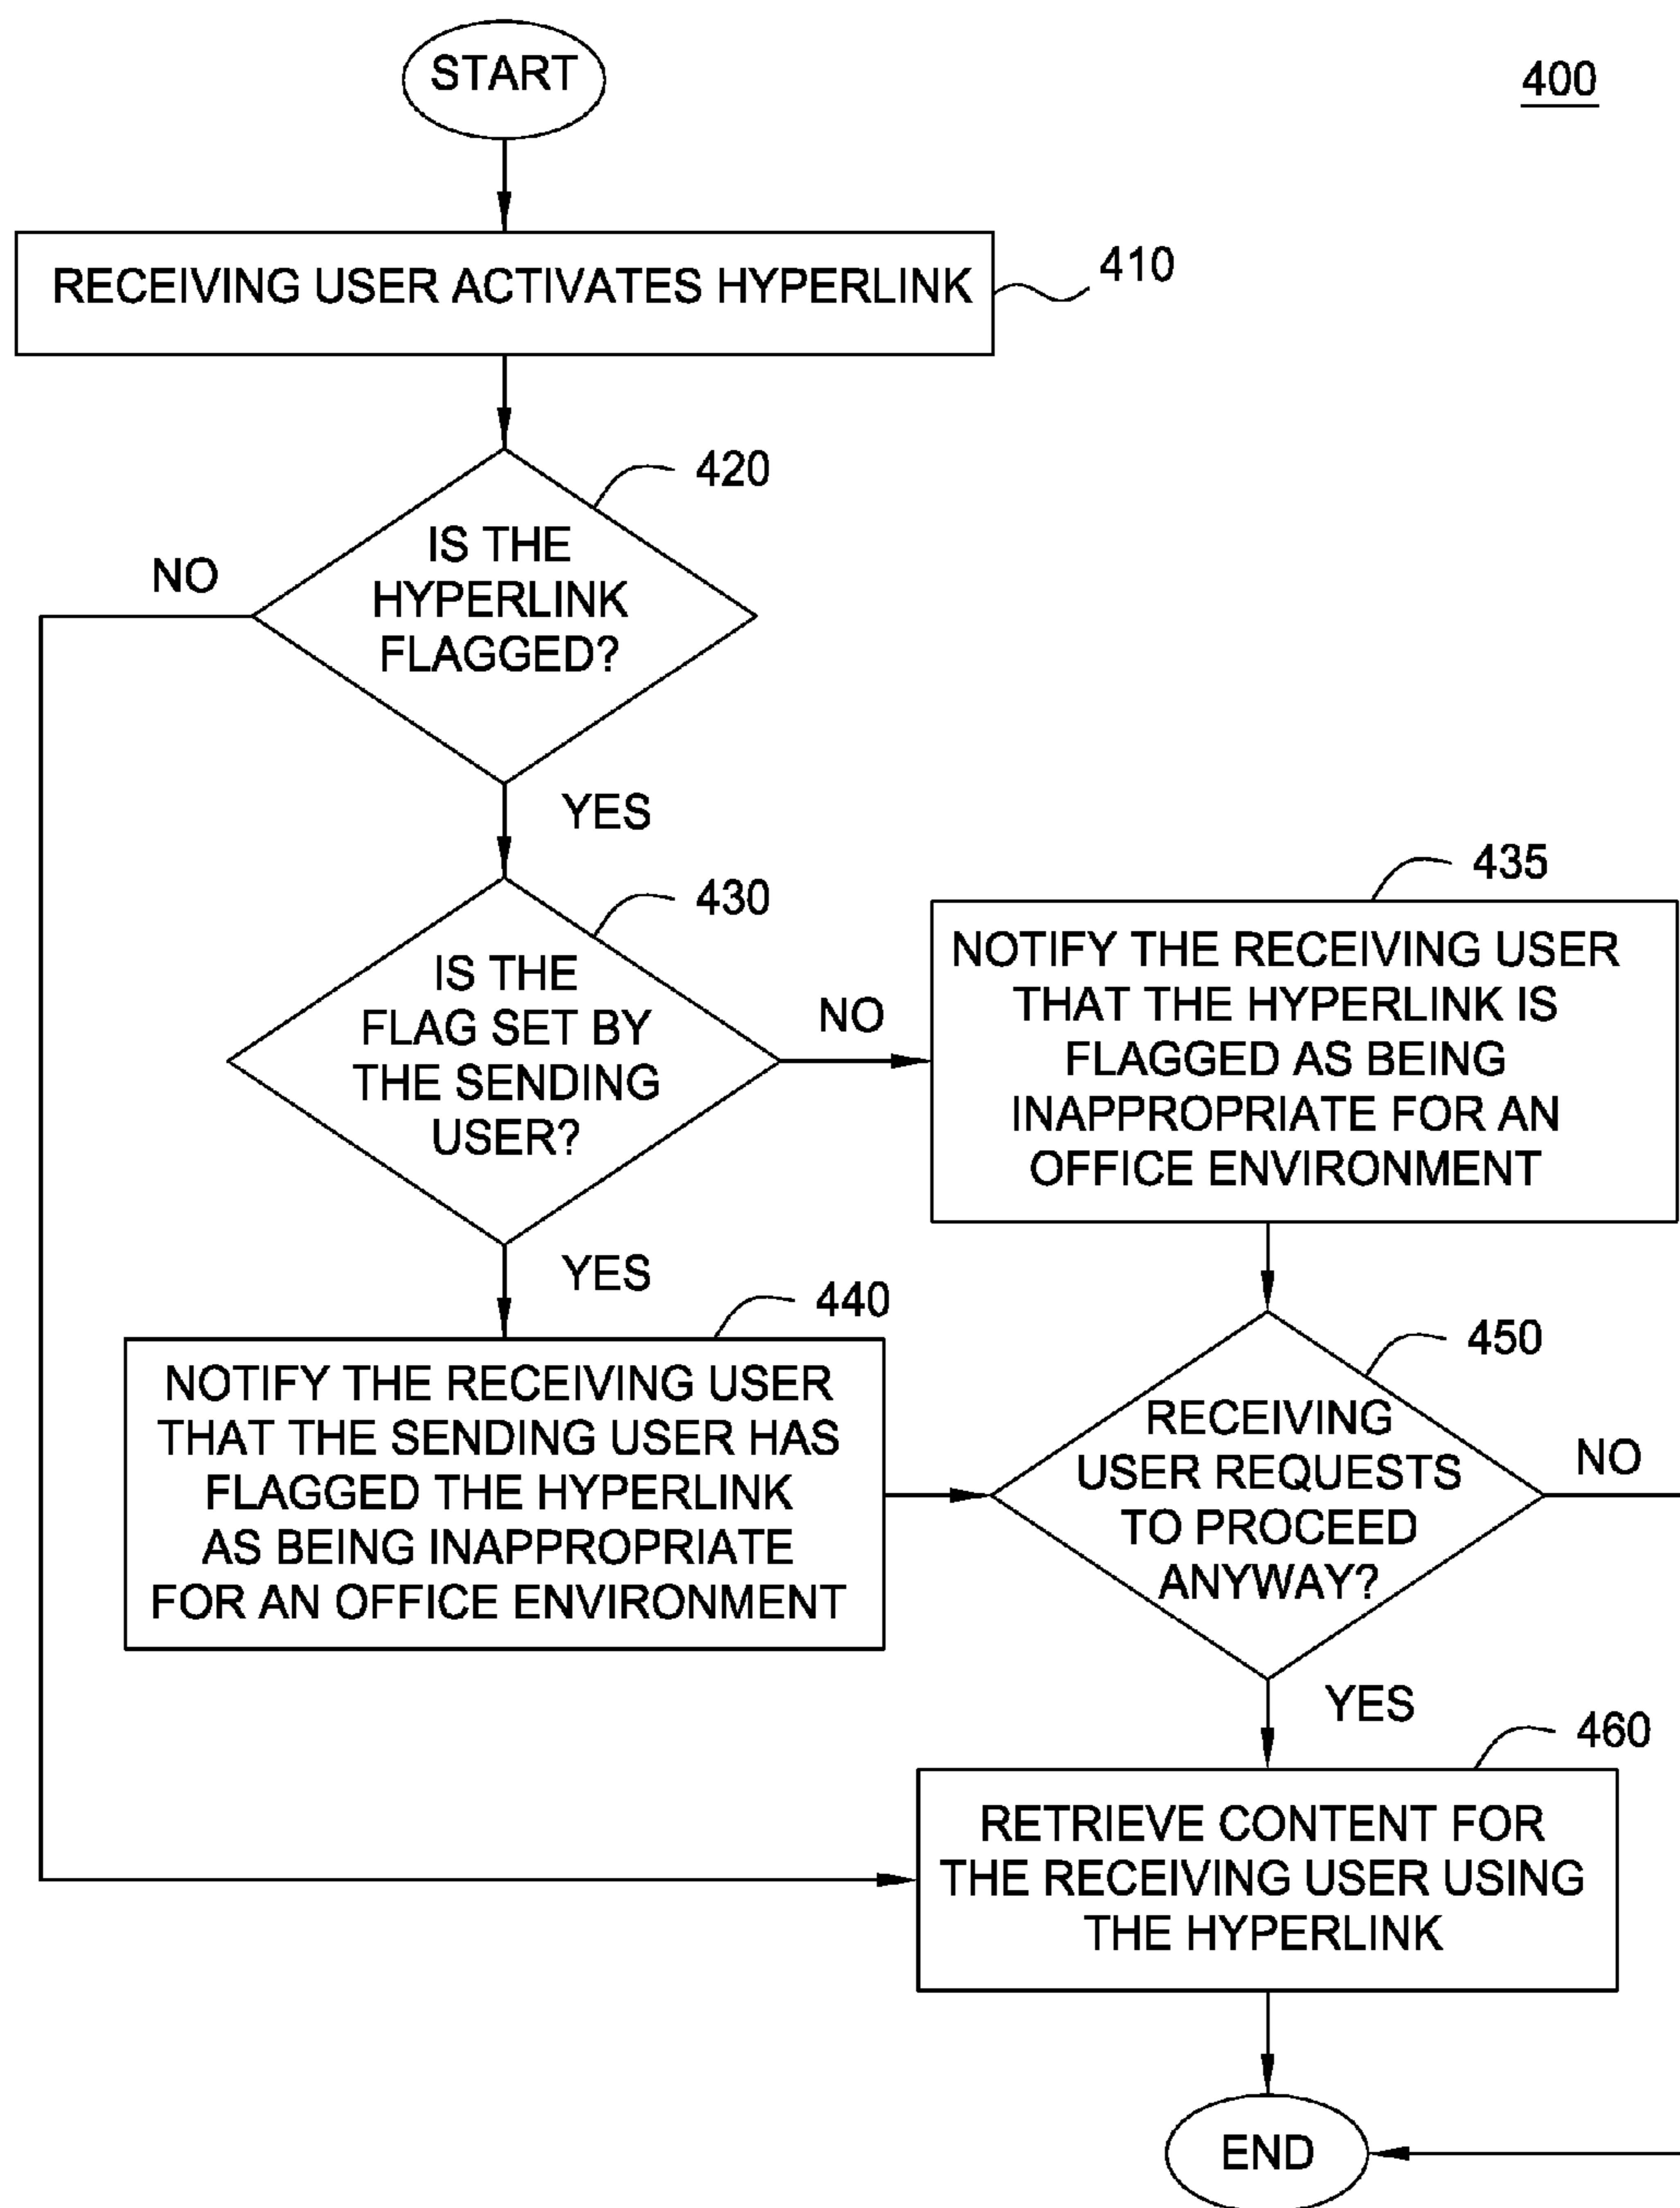 START
400
RECEIVING USER ACTIVATES HYPERLINK
410
420
IS THE
HYPERLINK
FLAGGED?
NO
YES
430
IS THE
FLAG SET BY
THE SENDING
USER?
NO
435
NOTIFY THE RECEIVING USER
THAT THE HYPERLINK IS
FLAGGED AS BEING
INAPPROPRIATE FOR AN
OFFICE ENVIRONMENT
YES
440
NOTIFY THE RECEIVING USER
THAT THE SENDING USER HAS
FLAGGED THE HYPERLINK
AS BEING INAPPROPRIATE
FOR AN OFFICE ENVIRONMENT
450
RECEIVING
USER REQUESTS
TO PROCEED
ANYWAY?
NO
YES
460
RETRIEVE CONTENT FOR
THE RECEIVING USER USING
THE HYPERLINK
END